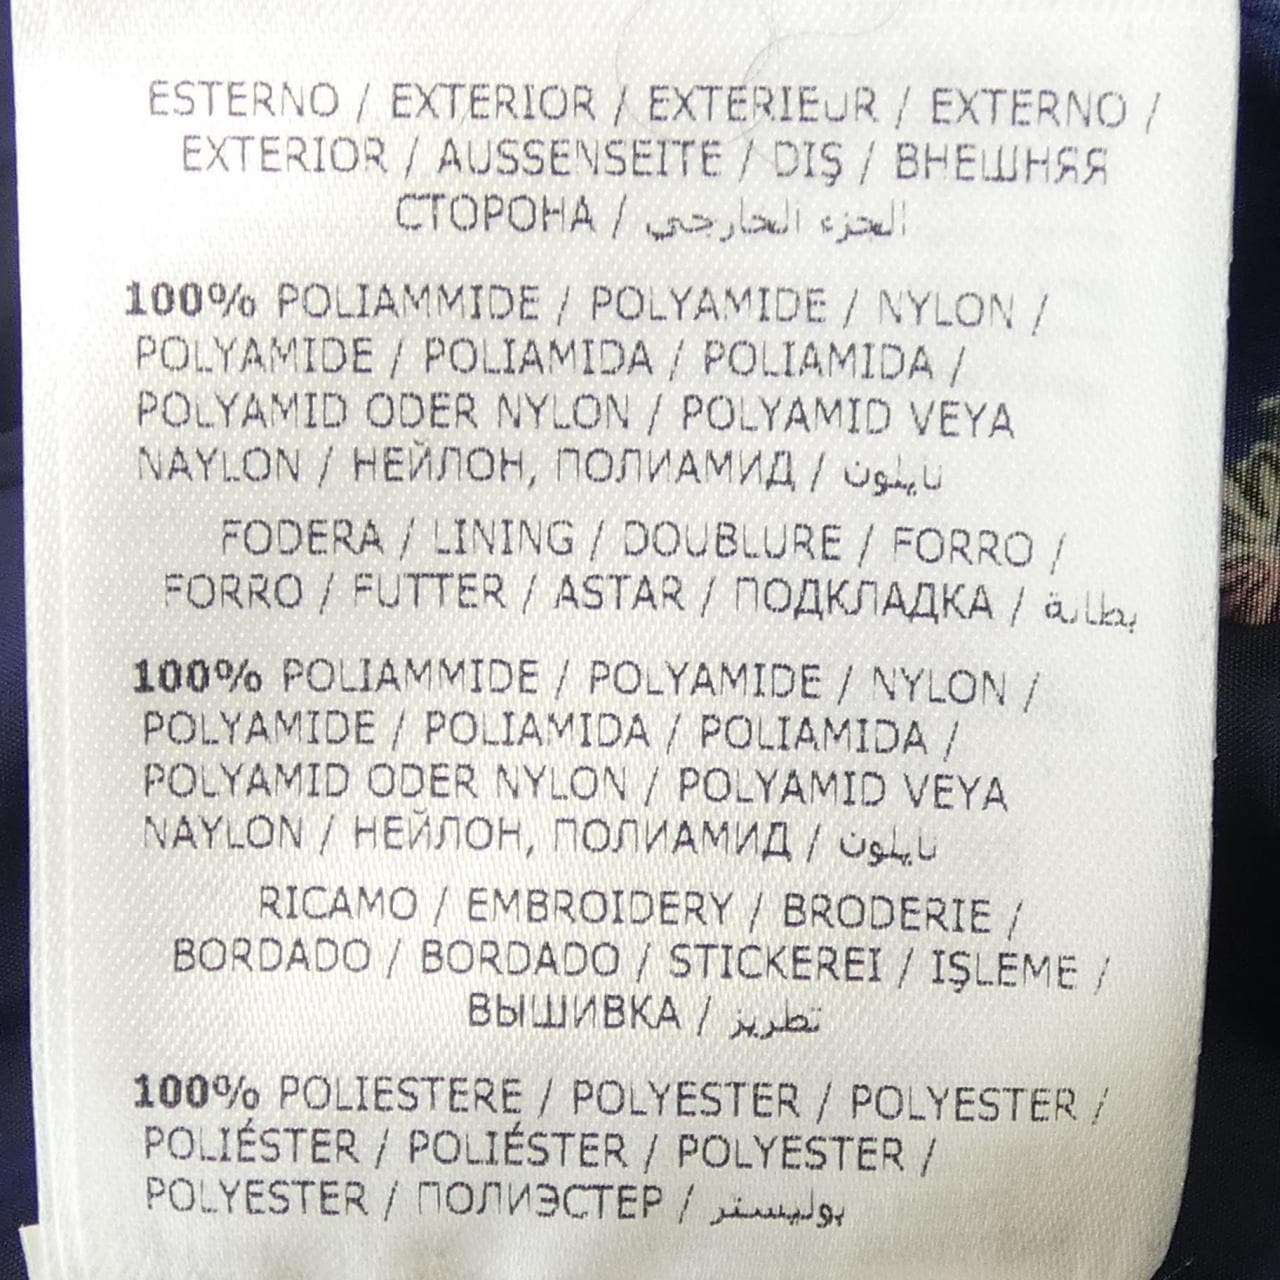 ESTERNO / EXTERIOR / EXTERIEUR / EXTERNO /
EXTERIOR / AUSSENSEITE / DIŞ / ВНЕШНЯЯ
СТОРОНА / الجزء الخارجي
100% POLIAMMIDE / POLYAMIDE / NYLON /
POLYAMIDE / POLIAMIDA / POLIAMIDA /
POLYAMID ODER NYLON / POLYAMID VEYA
NAYLON / НЕЙЛОН, ПОЛИАМИД / نايلون
FODERA / LINING / DOUBLURE / FORRO /
FORRO / FUTTER / ASTAR / ПОДКЛАДКА / بطانة
100% POLIAMMIDE / POLYAMIDE / NYLON /
POLYAMIDE / POLIAMIDA / POLIAMIDA /
POLYAMID ODER NYLON / POLYAMID VEYA
NAYLON / НЕЙЛОН, ПОЛИАМИД / نايلون
RICAMO / EMBROIDERY / BRODERIE /
BORDADO / BORDADO / STICKEREI / IŞLEME /
ВЫШИВКА / تطريز
100% POLIESTERE / POLYESTER / POLYESTER /
POLIÉSTER / POLIÉSTER / POLYESTER /
POLYESTER / ПОЛИЭСТЕР / بوليستر